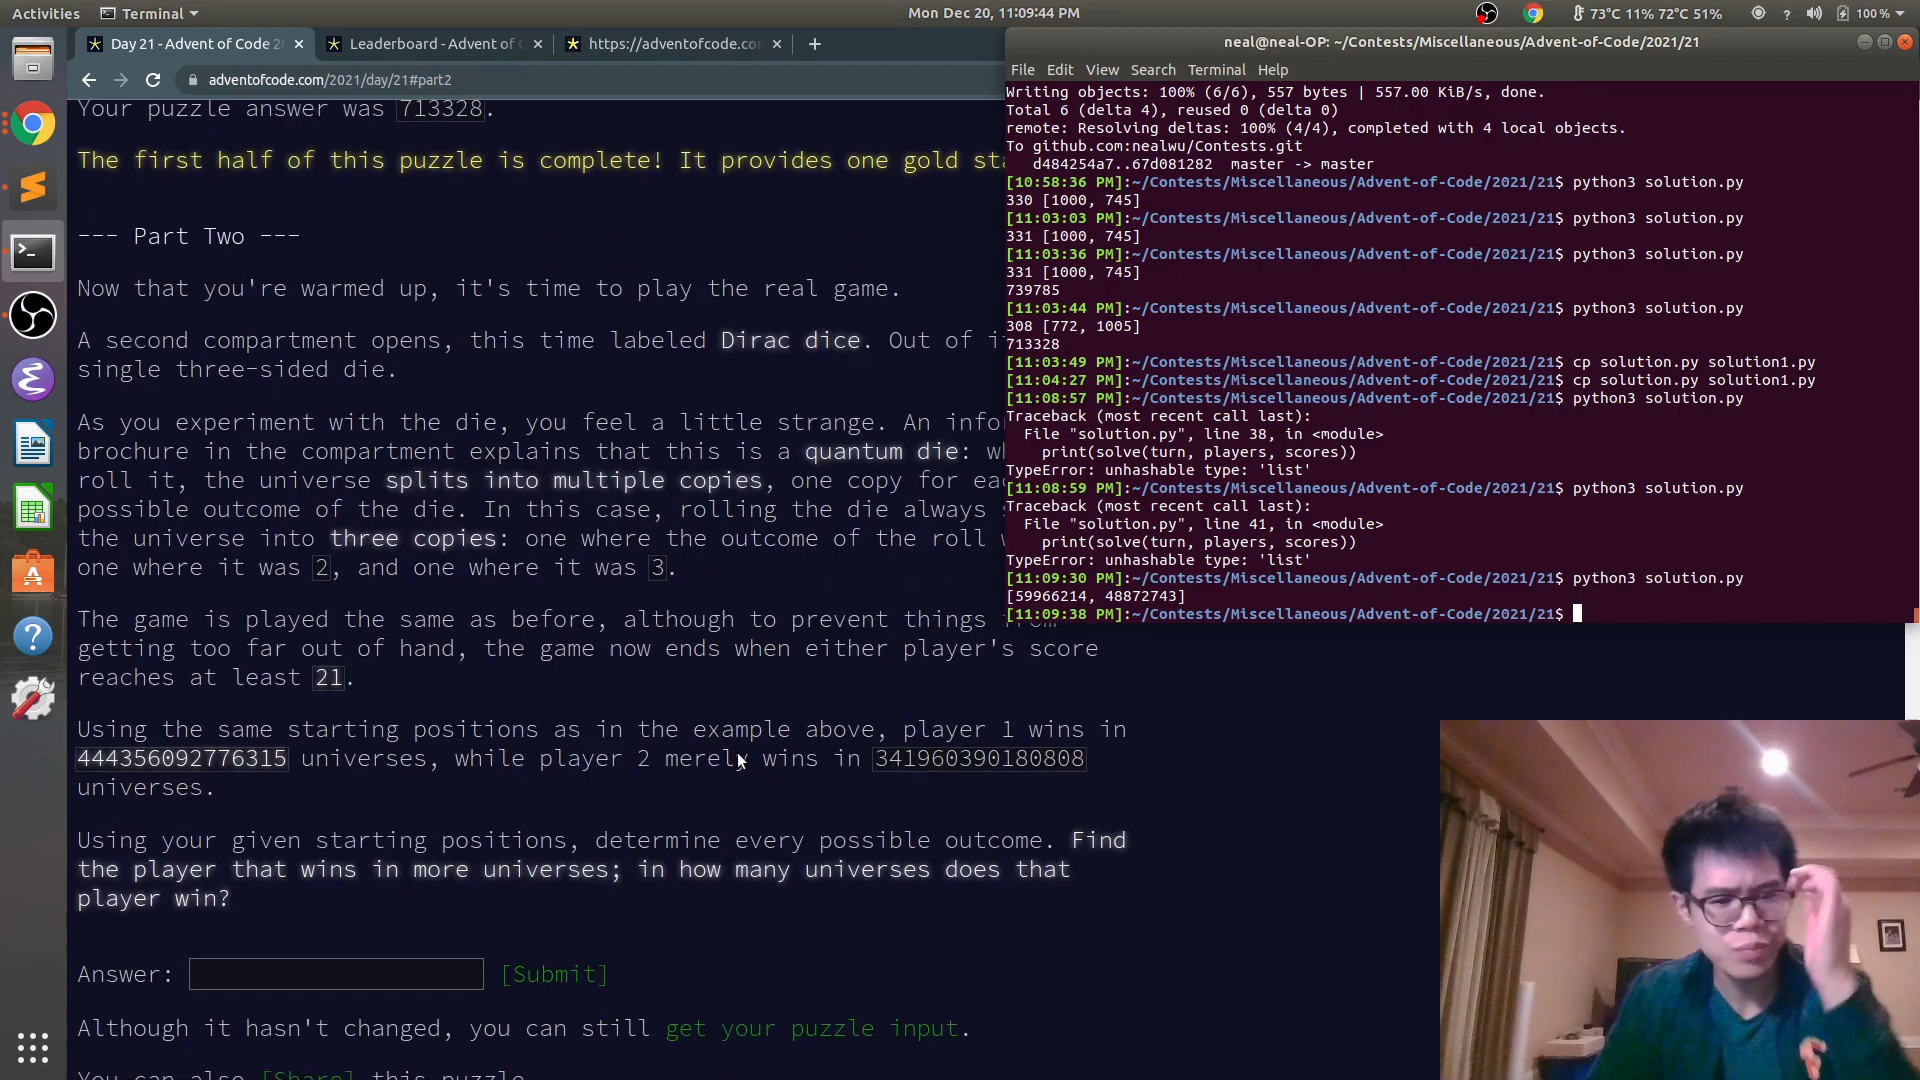 Activities
Terminal
Mon Dec 20, 11:09:44 PM
73°C 11% 72°C 51%
?
100 %
Day 21 - Advent of Code 20
Leaderboard - Advent of C
https://adventofcode.com
adventofcode.com/2021/day/21#part2
Your puzzle answer was 713328.
The first half of this puzzle is complete! It provides one gold sta
--- Part Two ---
Now that you're warmed up, it's time to play the real game.
A second compartment opens, this time labeled Dirac dice. Out of i
single three-sided die.
As you experiment with the die, you feel a little strange. An info
brochure in the compartment explains that this is a quantum die: w
roll it, the universe splits into multiple copies, one copy for ea
possible outcome of the die. In this case, rolling the die always
the universe into three copies: one where the outcome of the roll
one where it was 2, and one where it was 3.
The game is played the same as before, although to prevent things from
getting too far out of hand, the game now ends when either player's score
reaches at least 21.
Using the same starting positions as in the example above, player 1 wins in
444356092776315 universes, while player 2 merely wins in 341960390180808
universes.
Using your given starting positions, determine every possible outcome. Find
the player that wins in more universes; in how many universes does that
player win?
Answer:
[Submit]
Although it hasn't changed, you can still get your puzzle input.
You can also [Share] this puzzle.
neal@neal-OP: ~/Contests/Miscellaneous/Advent-of-Code/2021/21
File Edit View Search Terminal Help
Writing objects: 100% (6/6), 557 bytes | 557.00 KiB/s, done.
Total 6 (delta 4), reused 0 (delta 0)
remote: Resolving deltas: 100% (4/4), completed with 4 local objects.
To github.com:nealwu/Contests.git
d484254a7..67d081282 master -> master
[10:58:36 PM]:~/Contests/Miscellaneous/Advent-of-Code/2021/21$ python3 solution.py
330 [1000, 745]
[11:03:03 PM]:~/Contests/Miscellaneous/Advent-of-Code/2021/21$ python3 solution.py
331 [1000, 745]
[11:03:36 PM]:~/Contests/Miscellaneous/Advent-of-Code/2021/21$ python3 solution.py
331 [1000, 745]
739785
[11:03:44 PM]:~/Contests/Miscellaneous/Advent-of-Code/2021/21$ python3 solution.py
308 [772, 1005]
713328
[11:03:49 PM]:~/Contests/Miscellaneous/Advent-of-Code/2021/21$ cp solution.py solution1.py
[11:04:27 PM]:~/Contests/Miscellaneous/Advent-of-Code/2021/21$ cp solution.py solution1.py
[11:08:57 PM]:~/Contests/Miscellaneous/Advent-of-Code/2021/21$ python3 solution.py
Traceback (most recent call last):
File "solution.py", line 38, in <module>
print(solve(turn, players, scores))
TypeError: unhashable type: 'list'
[11:08:59 PM]:~/Contests/Miscellaneous/Advent-of-Code/2021/21$ python3 solution.py
Traceback (most recent call last):
File "solution.py", line 41, in <module>
print(solve(turn, players, scores))
TypeError: unhashable type: 'list'
[11:09:30 PM]:~/Contests/Miscellaneous/Advent-of-Code/2021/21$ python3 solution.py
[59966214, 48872743]
[11:09:38 PM]:~/Contests/Miscellaneous/Advent-of-Code/2021/21$